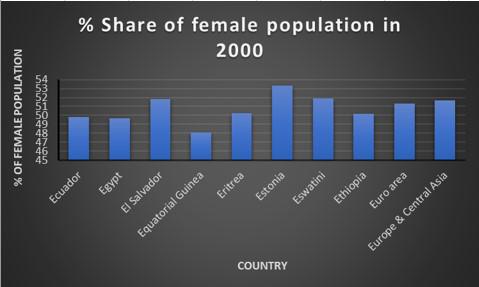 % Share of female population in
2000
% OF FEMALE POPULATION
54
53
52
51
50
49
48
47
46
45
Ecuador
Egypt
El Salvador
Equatorial Guinea
Eritrea
Estonia
Eswatini
Ethiopia
Euro area
Europe & Central Asia
COUNTRY